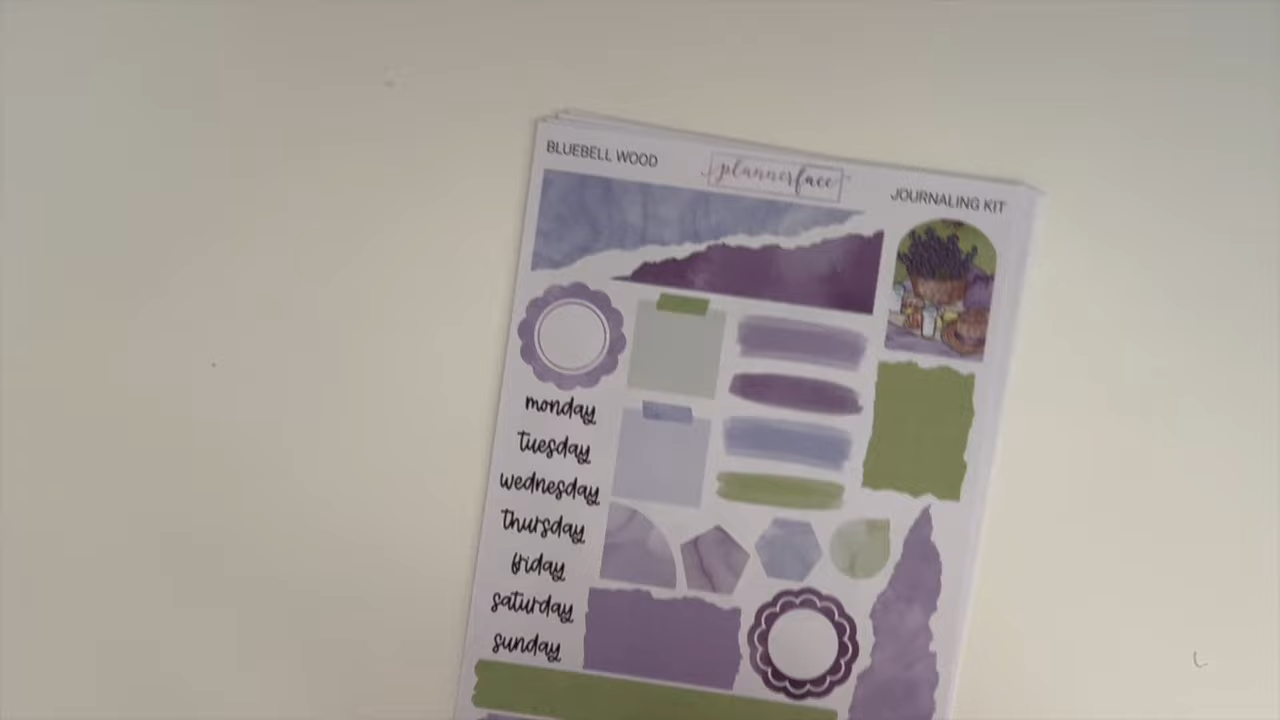 BLUEBELL WOOD
plannerface
JOURNALING KIT
monday
tuesday
wednesday
thursday
friday
saturday
sunday